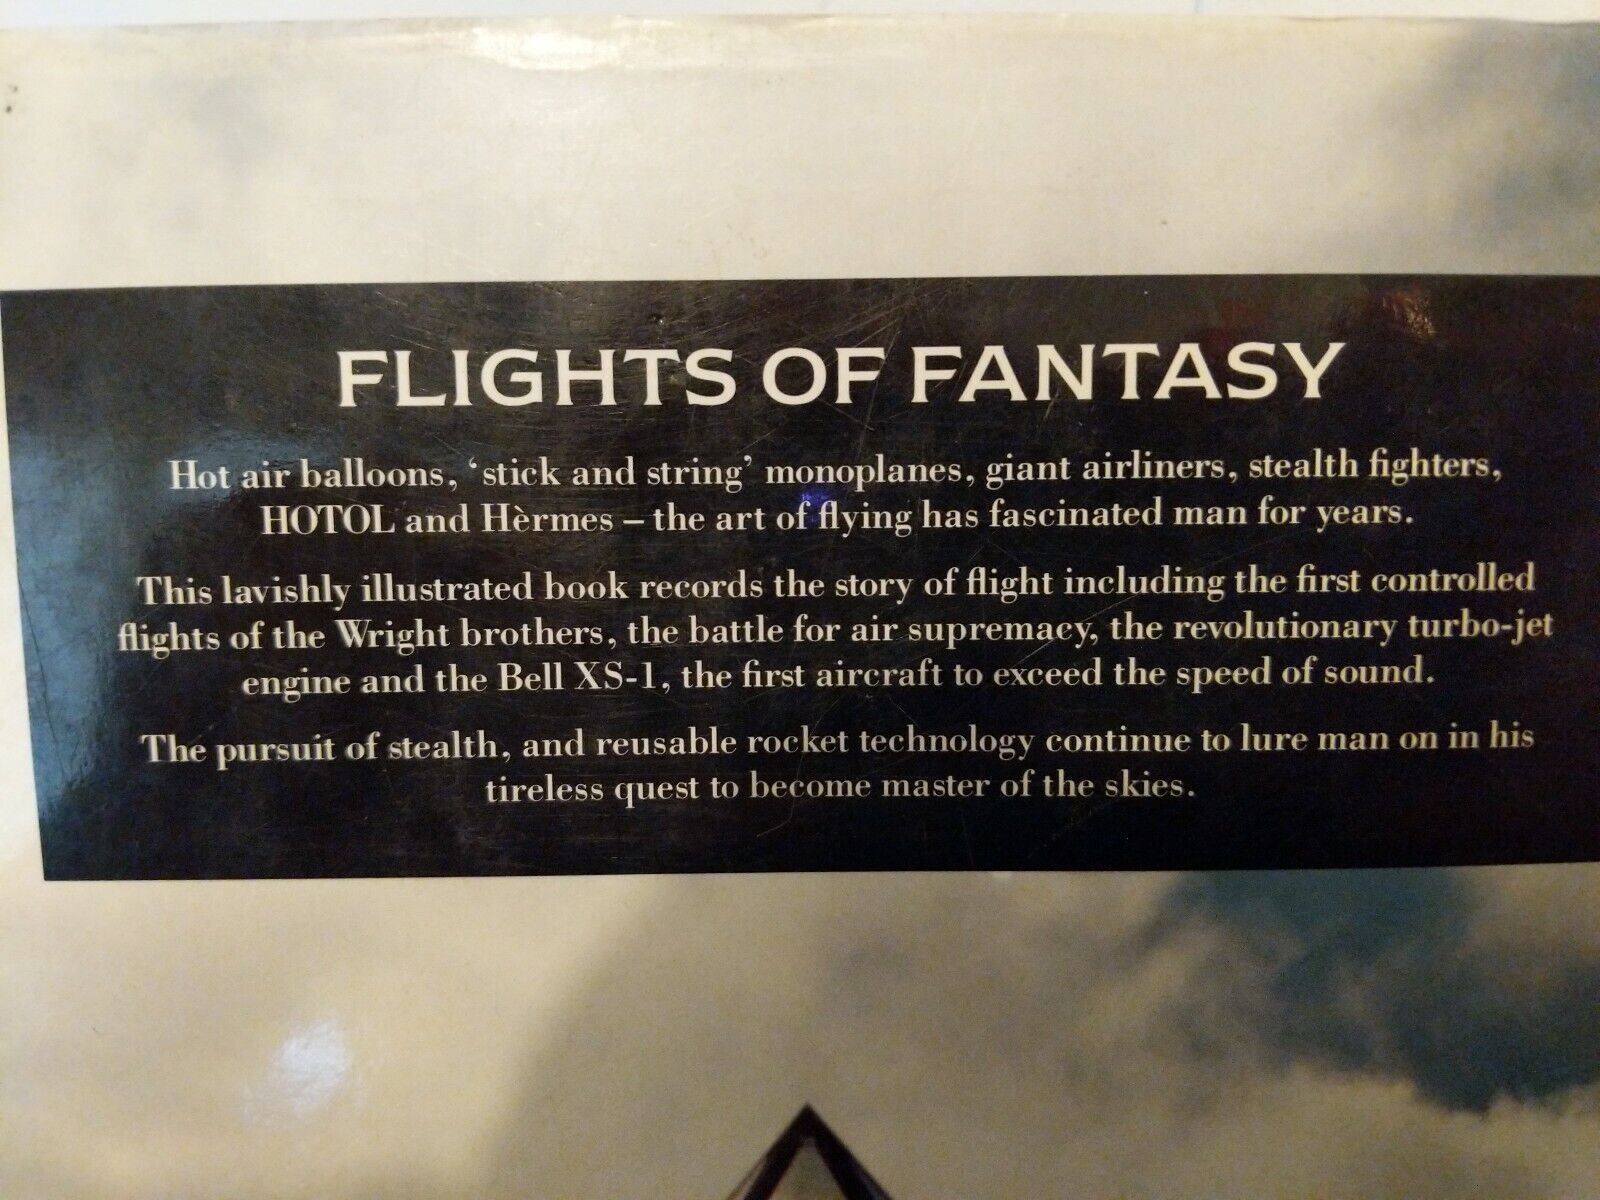 FLIGHTS OF FANTASY
Hot air balloons, ‘stick and string’ monoplanes, giant airliners, stealth fighters,
HOTOL and Hèrmes – the art of flying has fascinated man for years.
This lavishly illustrated book records the story of flight including the first controlled
flights of the Wright brothers, the battle for air supremacy, the revolutionary turbo-jet
engine and the Bell XS-1, the first aircraft to exceed the speed of sound.
The pursuit of stealth, and reusable rocket technology continue to lure man on in his
tireless quest to become master of the skies.